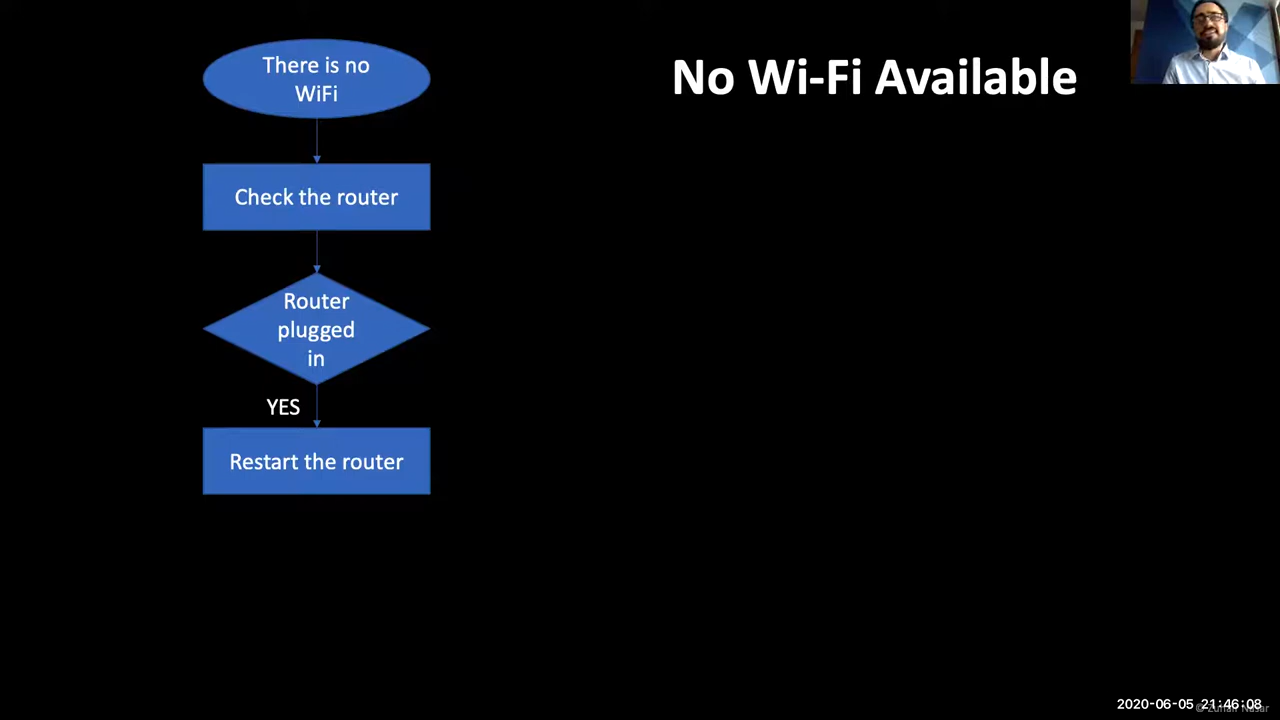 There is no
WiFi
No Wi-Fi Available
Check the router
Router
plugged
in
YES
Restart the router
2020-06-05 21:46:08